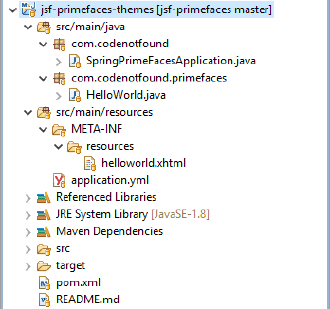 jsf-primefaces-themes [jsf-primefaces master]
src/main/java
com.codenotfound
SpringPrimeFacesApplication.java
com.codenotfound.primefaces
HelloWorld.java
src/main/resources
META-INF
resources
helloworld.xhtml
application.yml
Referenced Libraries
JRE System Library [JavaSE-1.8]
Maven Dependencies
src
target
pom.xml
README.md